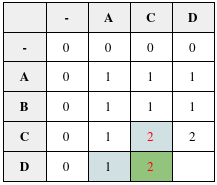 - A C D
- 0 0 0 0
A 0 1 1 1
B 0 1 1 1
C 0 1 2 2
D 0 1 2